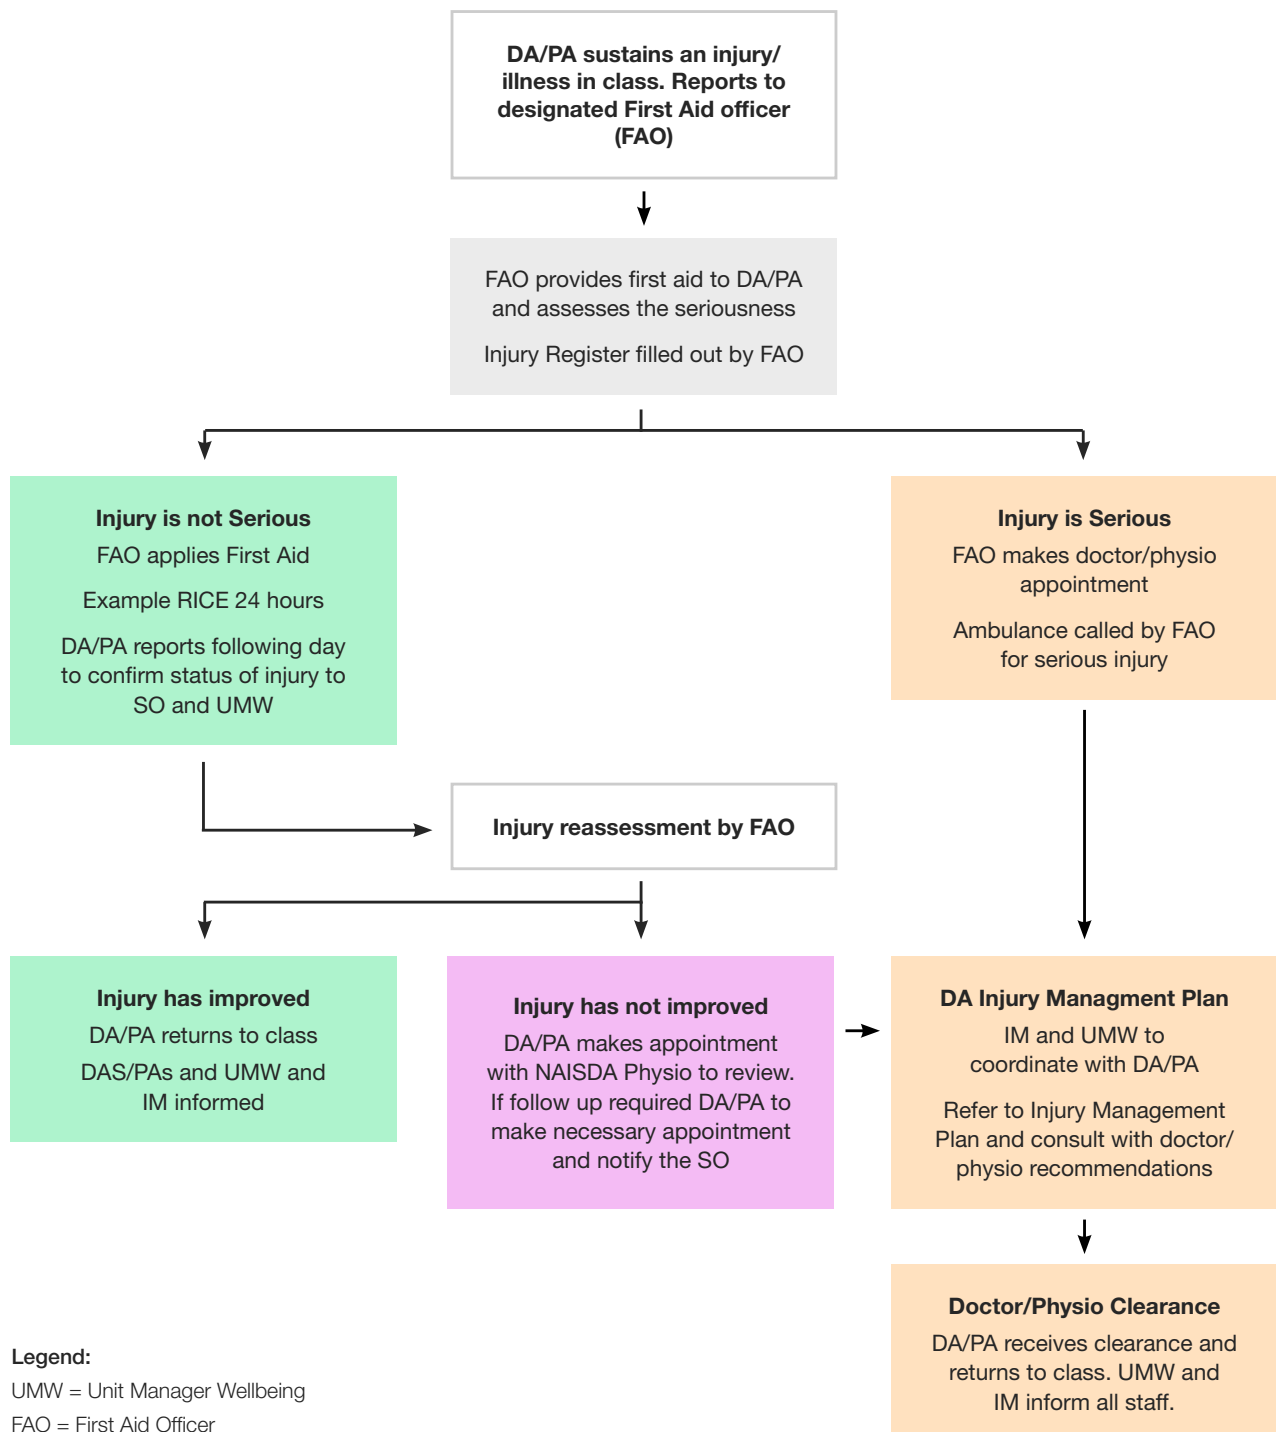 DA/PA sustains an injury/
illness in class. Reports to
designated First Aid officer
(FAO)
FAO provides first aid to DA/PA
and assesses the seriousness
Injury Register filled out by FAO
Injury is not Serious
FAO applies First Aid
Example RICE 24 hours
DA/PA reports following day
to confirm status of injury to
SO and UMW
Injury is Serious
FAO makes doctor/physio
appointment
Ambulance called by FAO
for serious injury
Injury reassessment by FAO
Injury has improved
DA/PA returns to class
DAS/PAs and UMW and
IM informed
Injury has not improved
DA/PA makes appointment
with NAISDA Physio to review.
If follow up required DA/PA to
make necessary appointment
and notify the SO
DA Injury Managment Plan
IM and UMW to
coordinate with DA/PA
Refer to Injury Management
Plan and consult with doctor/
physio recommendations
Doctor/Physio Clearance
DA/PA receives clearance and
returns to class. UMW and
IM inform all staff.
Legend:
UMW = Unit Manager Wellbeing
FAO = First Aid Officer